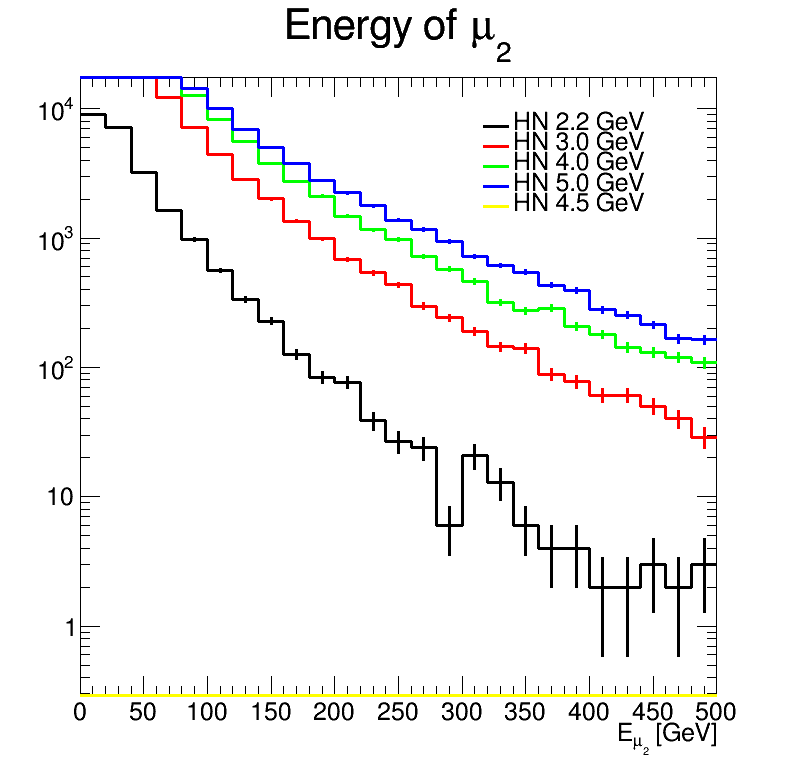 Energy of μ₂
10⁴
10³
10²
10
1
HN 2.2 GeV
HN 3.0 GeV
HN 4.0 GeV
HN 5.0 GeV
HN 4.5 GeV
0 50 100 150 200 250 300 350 400 450 500
E_μ₂ [GeV]